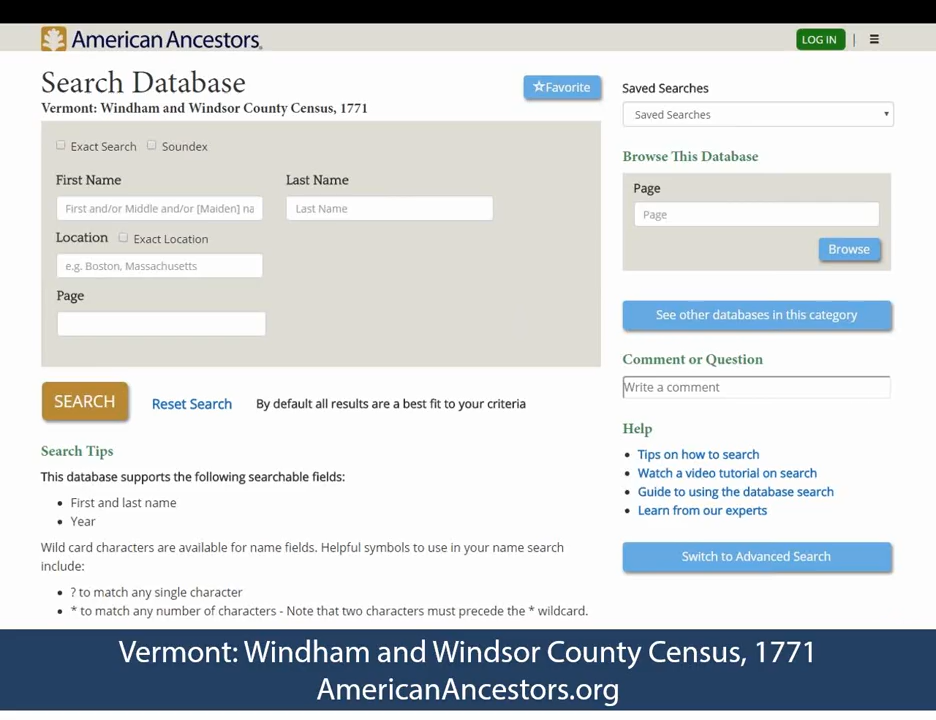 American Ancestors
LOG IN
Search Database
☆Favorite
Vermont: Windham and Windsor County Census, 1771
Exact Search
Soundex
First Name
Last Name
First and/or Middle and/or [Maiden] na
Last Name
Location
Exact Location
e.g. Boston, Massachusetts
Page
SEARCH
Reset Search
By default all results are a best fit to your criteria
Search Tips
This database supports the following searchable fields:
• First and last name
• Year
Wild card characters are available for name fields. Helpful symbols to use in your name search
include:
• ? to match any single character
• * to match any number of characters - Note that two characters must precede the * wildcard.
Saved Searches
Saved Searches
Browse This Database
Page
Page
Browse
See other databases in this category
Comment or Question
Write a comment
Help
• Tips on how to search
• Watch a video tutorial on search
• Guide to using the database search
• Learn from our experts
Switch to Advanced Search
Vermont: Windham and Windsor County Census, 1771
AmericanAncestors.org